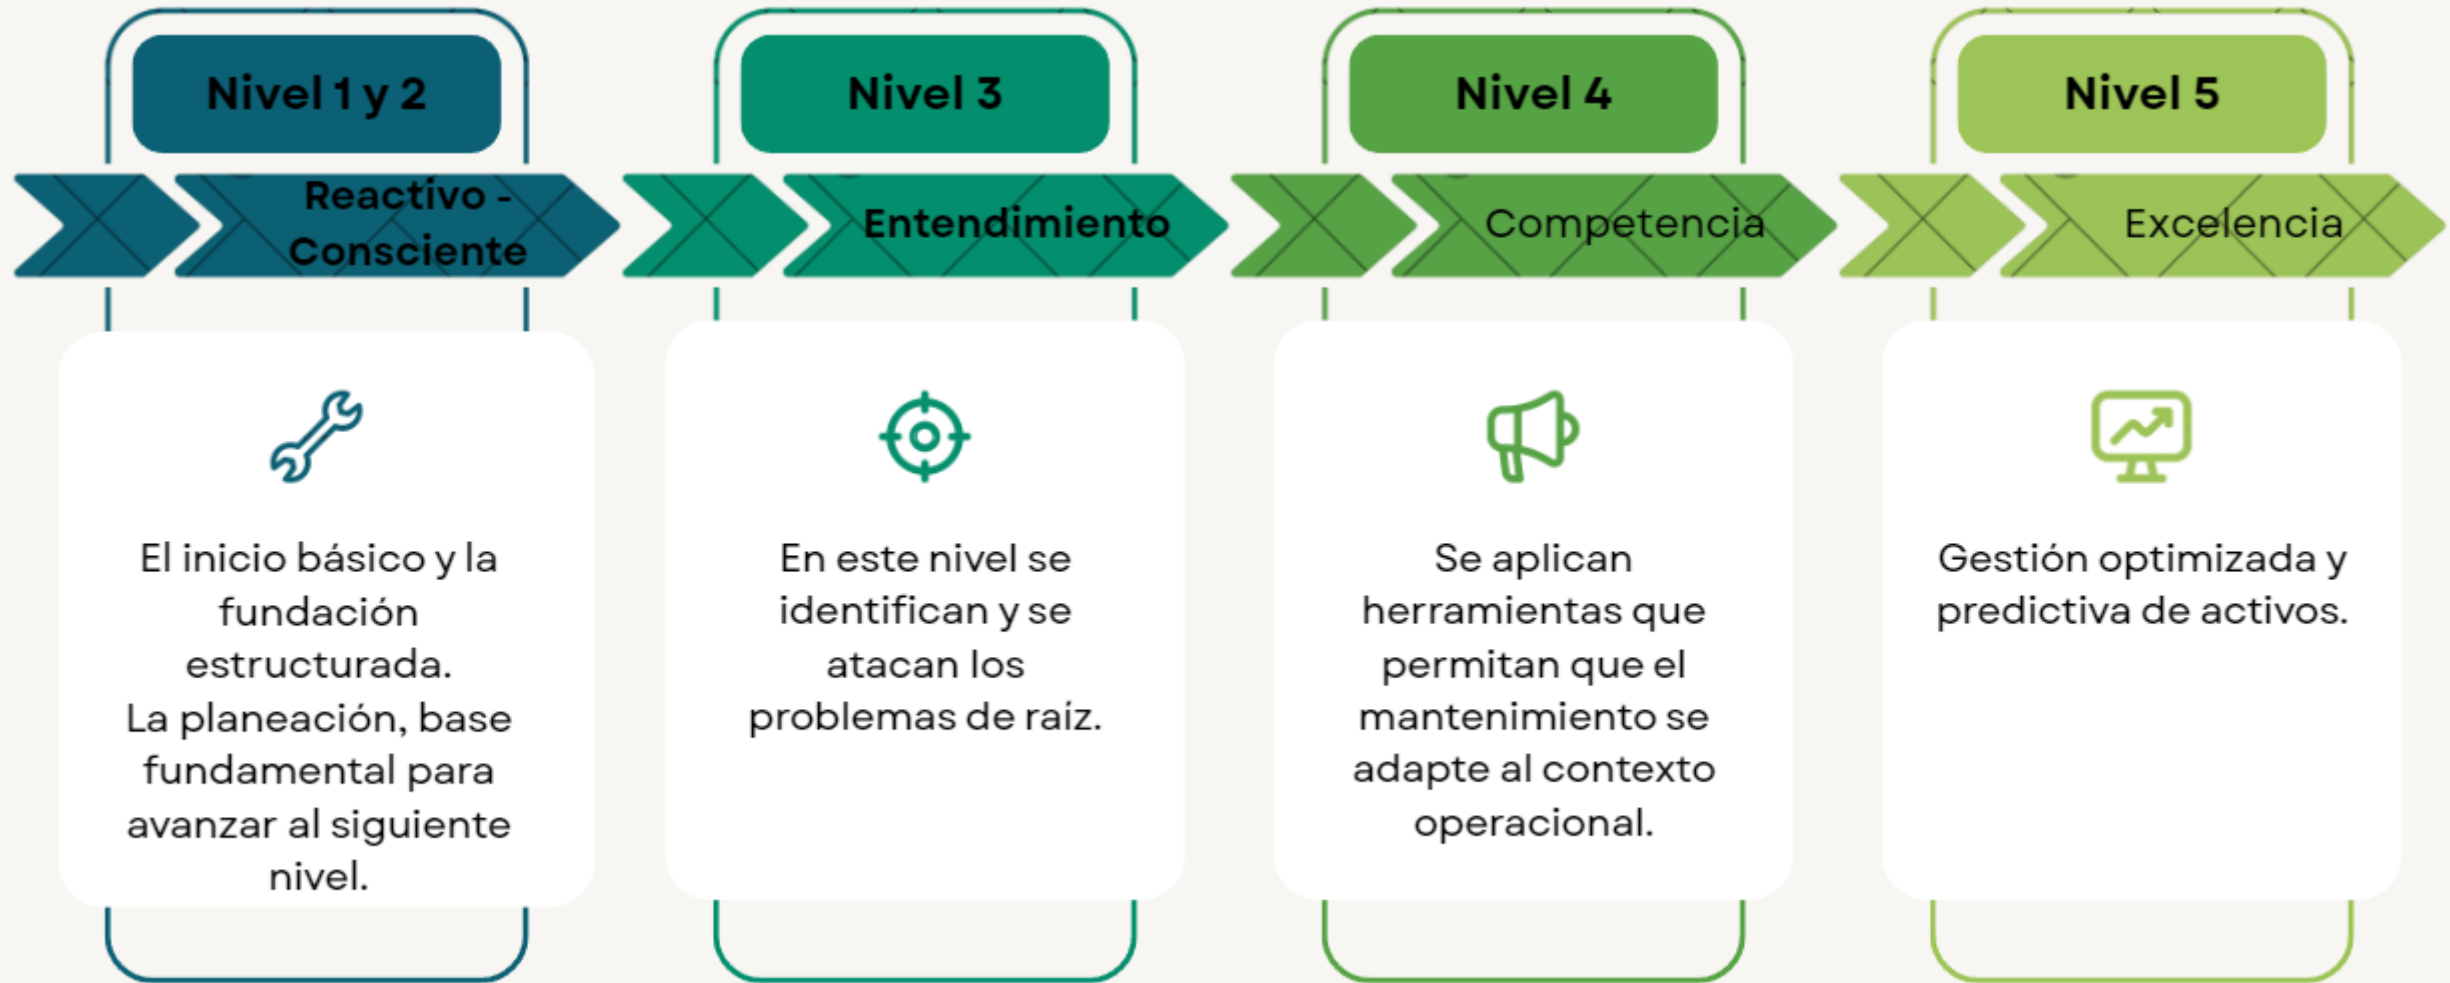 Nivel 1 y 2
Reactivo -
Consciente
El inicio básico y la
fundación
estructurada.
La planeación, base
fundamental para
avanzar al siguiente
nivel.
Nivel 3
Entendimiento
En este nivel se
identifican y se
atacan los
problemas de raíz.
Nivel 4
Competencia
Se aplican
herramientas que
permitan que el
mantenimiento se
adapte al contexto
operacional.
Nivel 5
Excelencia
Gestión optimizada y
predictiva de activos.